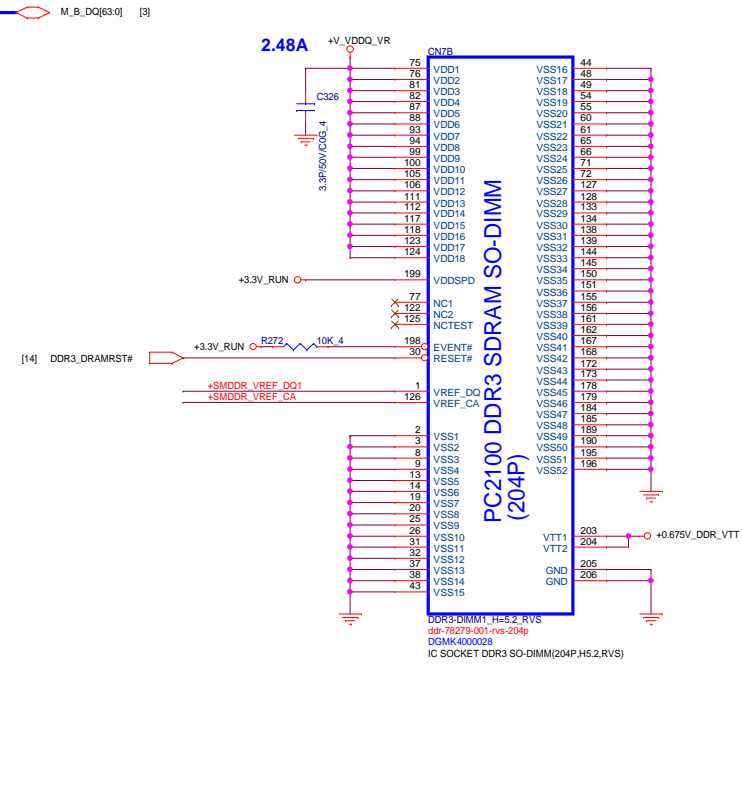 M_B_DQ[63:0] [3]
2.48A
+V_VDDQ_VR
CN7B
C326
3.3P/50V/C0G_4
75 VDD1
76 VDD2
81 VDD3
82 VDD4
87 VDD5
88 VDD6
93 VDD7
94 VDD8
99 VDD9
100 VDD10
105 VDD11
106 VDD12
111 VDD13
112 VDD14
117 VDD15
118 VDD16
123 VDD17
124 VDD18
+3.3V_RUN 199 VDDSPD
77 NC1
122 NC2
125 NCTEST
+3.3V_RUN R272 10K_4 198 EVENT#
[14] DDR3_DRAMRST# 30 RESET#
+SMDDR_VREF_DQ1 1 VREF_DQ
+SMDDR_VREF_CA 126 VREF_CA
2 VSS1
3 VSS2
8 VSS3
9 VSS4
13 VSS5
14 VSS6
19 VSS7
20 VSS8
25 VSS9
26 VSS10
31 VSS11
32 VSS12
37 VSS13
38 VSS14
43 VSS15
PC2100 DDR3 SDRAM SO-DIMM
(204P)
VSS16 44
VSS17 48
VSS18 49
VSS19 54
VSS20 55
VSS21 60
VSS22 61
VSS23 65
VSS24 66
VSS25 71
VSS26 72
VSS27 127
VSS28 128
VSS29 133
VSS30 134
VSS31 138
VSS32 139
VSS33 144
VSS34 145
VSS35 150
VSS36 151
VSS37 155
VSS38 156
VSS39 161
VSS40 162
VSS41 167
VSS42 168
VSS43 172
VSS44 173
VSS45 178
VSS46 179
VSS47 184
VSS48 185
VSS49 189
VSS50 190
VSS51 195
VSS52 196
VTT1 203 +0.675V_DDR_VTT
VTT2 204
GND 205
GND 206
DDR3-DIMM1_H=5.2_RVS
ddr-78279-001-rvs-204p
DGMK4000028
IC SOCKET DDR3 SO-DIMM(204P,H5.2,RVS)